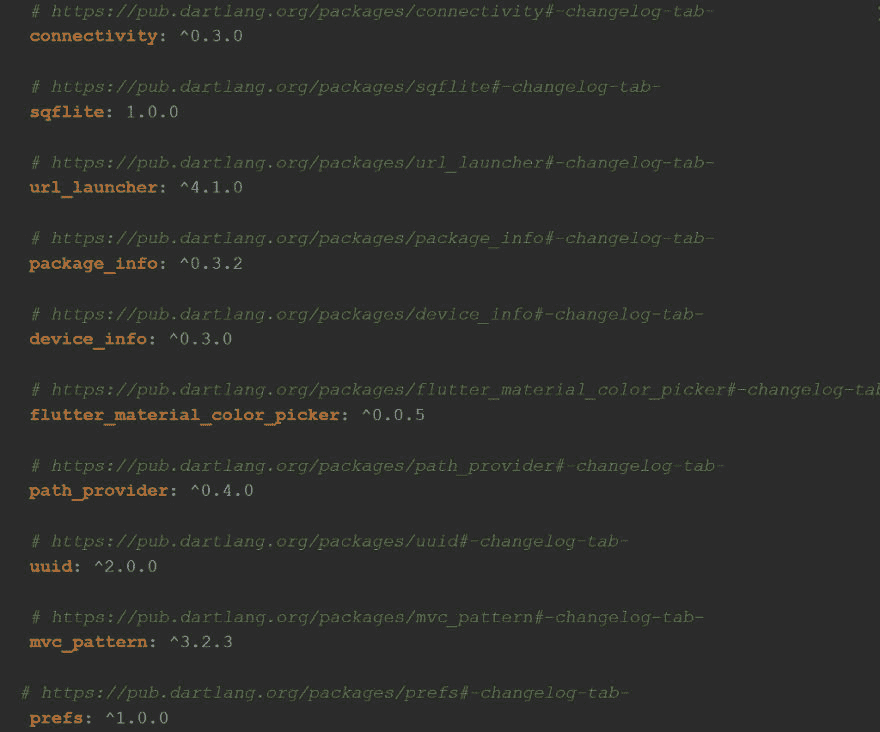 # https://pub.dartlang.org/packages/connectivity#-changelog-tab-
connectivity: ^0.3.0
# https://pub.dartlang.org/packages/sqflite#-changelog-tab-
sqflite: 1.0.0
# https://pub.dartlang.org/packages/url_launcher#-changelog-tab-
url_launcher: ^4.1.0
# https://pub.dartlang.org/packages/package_info#-changelog-tab-
package_info: ^0.3.2
# https://pub.dartlang.org/packages/device_info#-changelog-tab-
device_info: ^0.3.0
# https://pub.dartlang.org/packages/flutter_material_color_picker#-changelog-tab
flutter_material_color_picker: ^0.0.5
# https://pub.dartlang.org/packages/path_provider#-changelog-tab-
path_provider: ^0.4.0
# https://pub.dartlang.org/packages/uuid#-changelog-tab-
uuid: ^2.0.0
# https://pub.dartlang.org/packages/mvc_pattern#-changelog-tab-
mvc_pattern: ^3.2.3
# https://pub.dartlang.org/packages/prefs#-changelog-tab-
prefs: ^1.0.0